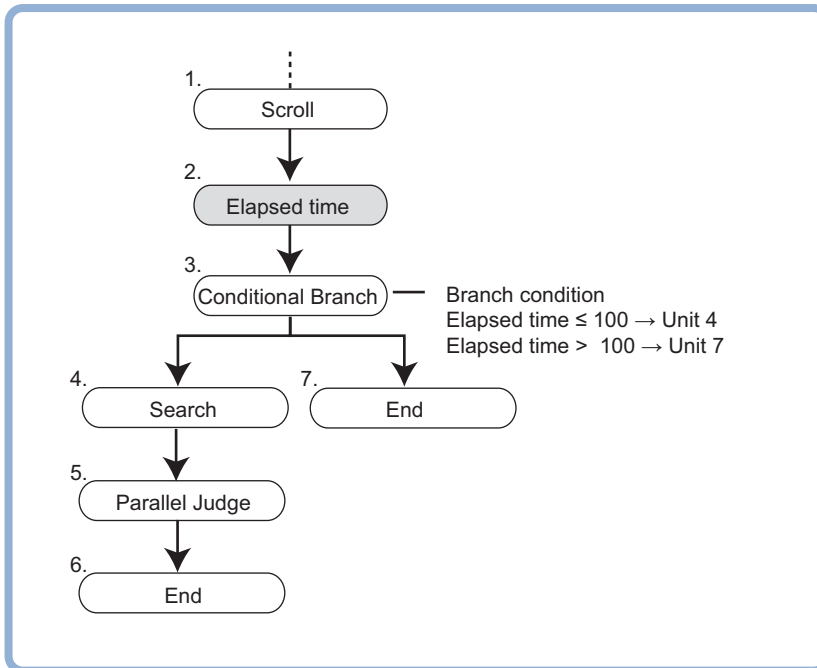 1.
Scroll
2.
Elapsed time
3.
Conditional Branch
Branch condition
Elapsed time ≤ 100 → Unit 4
Elapsed time > 100 → Unit 7
4.
Search
7.
End
5.
Parallel Judge
6.
End